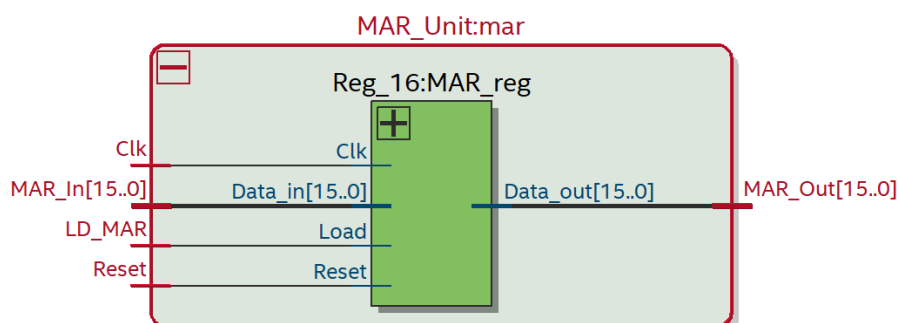 MAR_Unit:mar
Reg_16:MAR_reg
Clk
Clk
MAR_In[15..0]
Data_in[15..0]
Data_out[15..0]
MAR_Out[15..0]
LD_MAR
Load
Reset
Reset